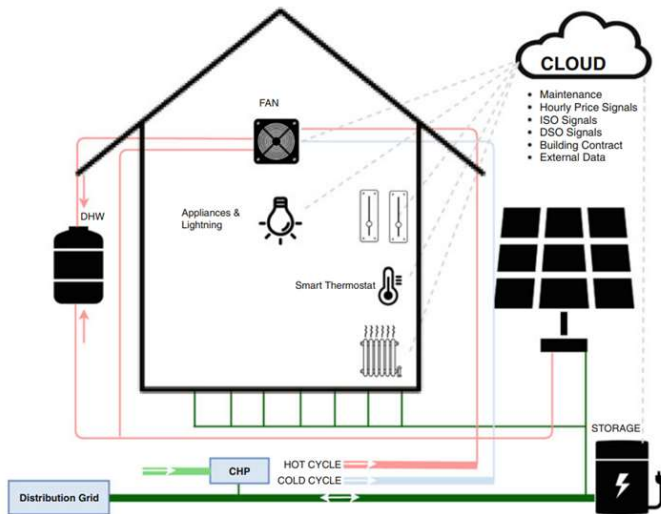 CLOUD
• Maintenance
• Hourly Price Signals
• ISO Signals
• DSO Signals
• Building Contract
• External Data
FAN
Appliances &
Lightning
DHW
Smart Thermostat
STORAGE
CHP
HOT CYCLE
COLD CYCLE
Distribution Grid